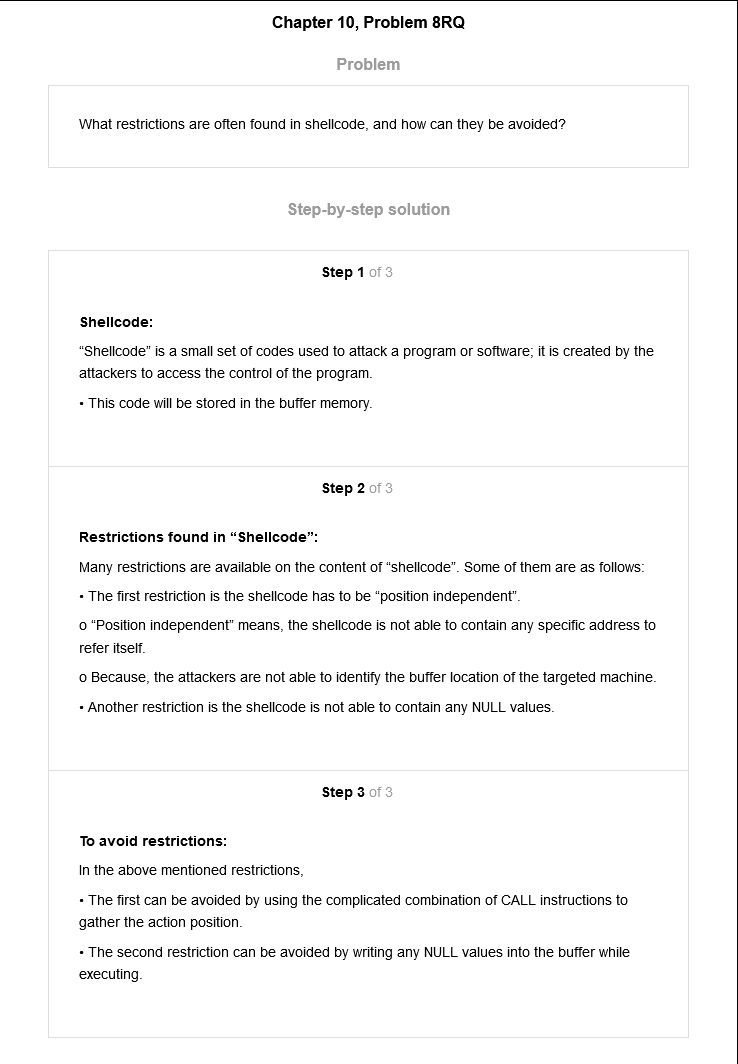 Chapter 10, Problem 8RQ
Problem
What restrictions are often found in shellcode, and how can they be avoided?
Step-by-step solution
Step 1 of 3
Shellcode:
“Shellcode” is a small set of codes used to attack a program or software; it is created by the
attackers to access the control of the program.
• This code will be stored in the buffer memory.
Step 2 of 3
Restrictions found in “Shellcode”:
Many restrictions are available on the content of “shellcode”. Some of them are as follows:
• The first restriction is the shellcode has to be “position independent”.
o “Position independent” means, the shellcode is not able to contain any specific address to
refer itself.
o Because, the attackers are not able to identify the buffer location of the targeted machine.
• Another restriction is the shellcode is not able to contain any NULL values.
Step 3 of 3
To avoid restrictions:
In the above mentioned restrictions,
• The first can be avoided by using the complicated combination of CALL instructions to
gather the action position.
• The second restriction can be avoided by writing any NULL values into the buffer while
executing.